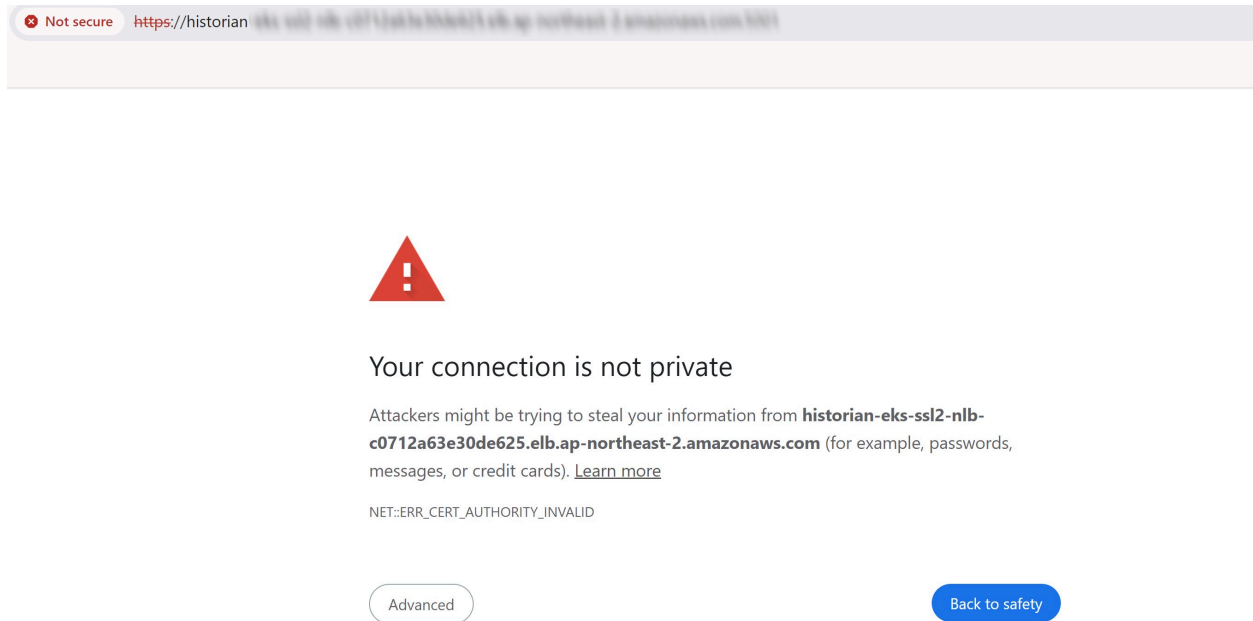 Not secure https://historian
Your connection is not private
Attackers might be trying to steal your information from historian-eks-ssl2-nlb-
c0712a63e30de625.elb.ap-northeast-2.amazonaws.com (for example, passwords,
messages, or credit cards). Learn more
NET::ERR_CERT_AUTHORITY_INVALID
Advanced Back to safety